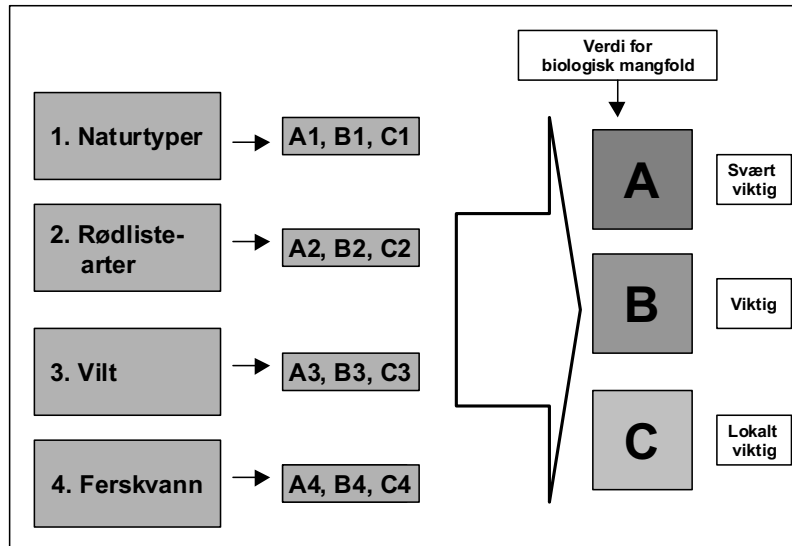 Verdi for
biologisk mangfold
1. Naturtyper
A1, B1, C1
2. Rødliste-
arter
A2, B2, C2
3. Vilt
A3, B3, C3
4. Ferskvann
A4, B4, C4
A
Svært
viktig
B
Viktig
C
Lokalt
viktig